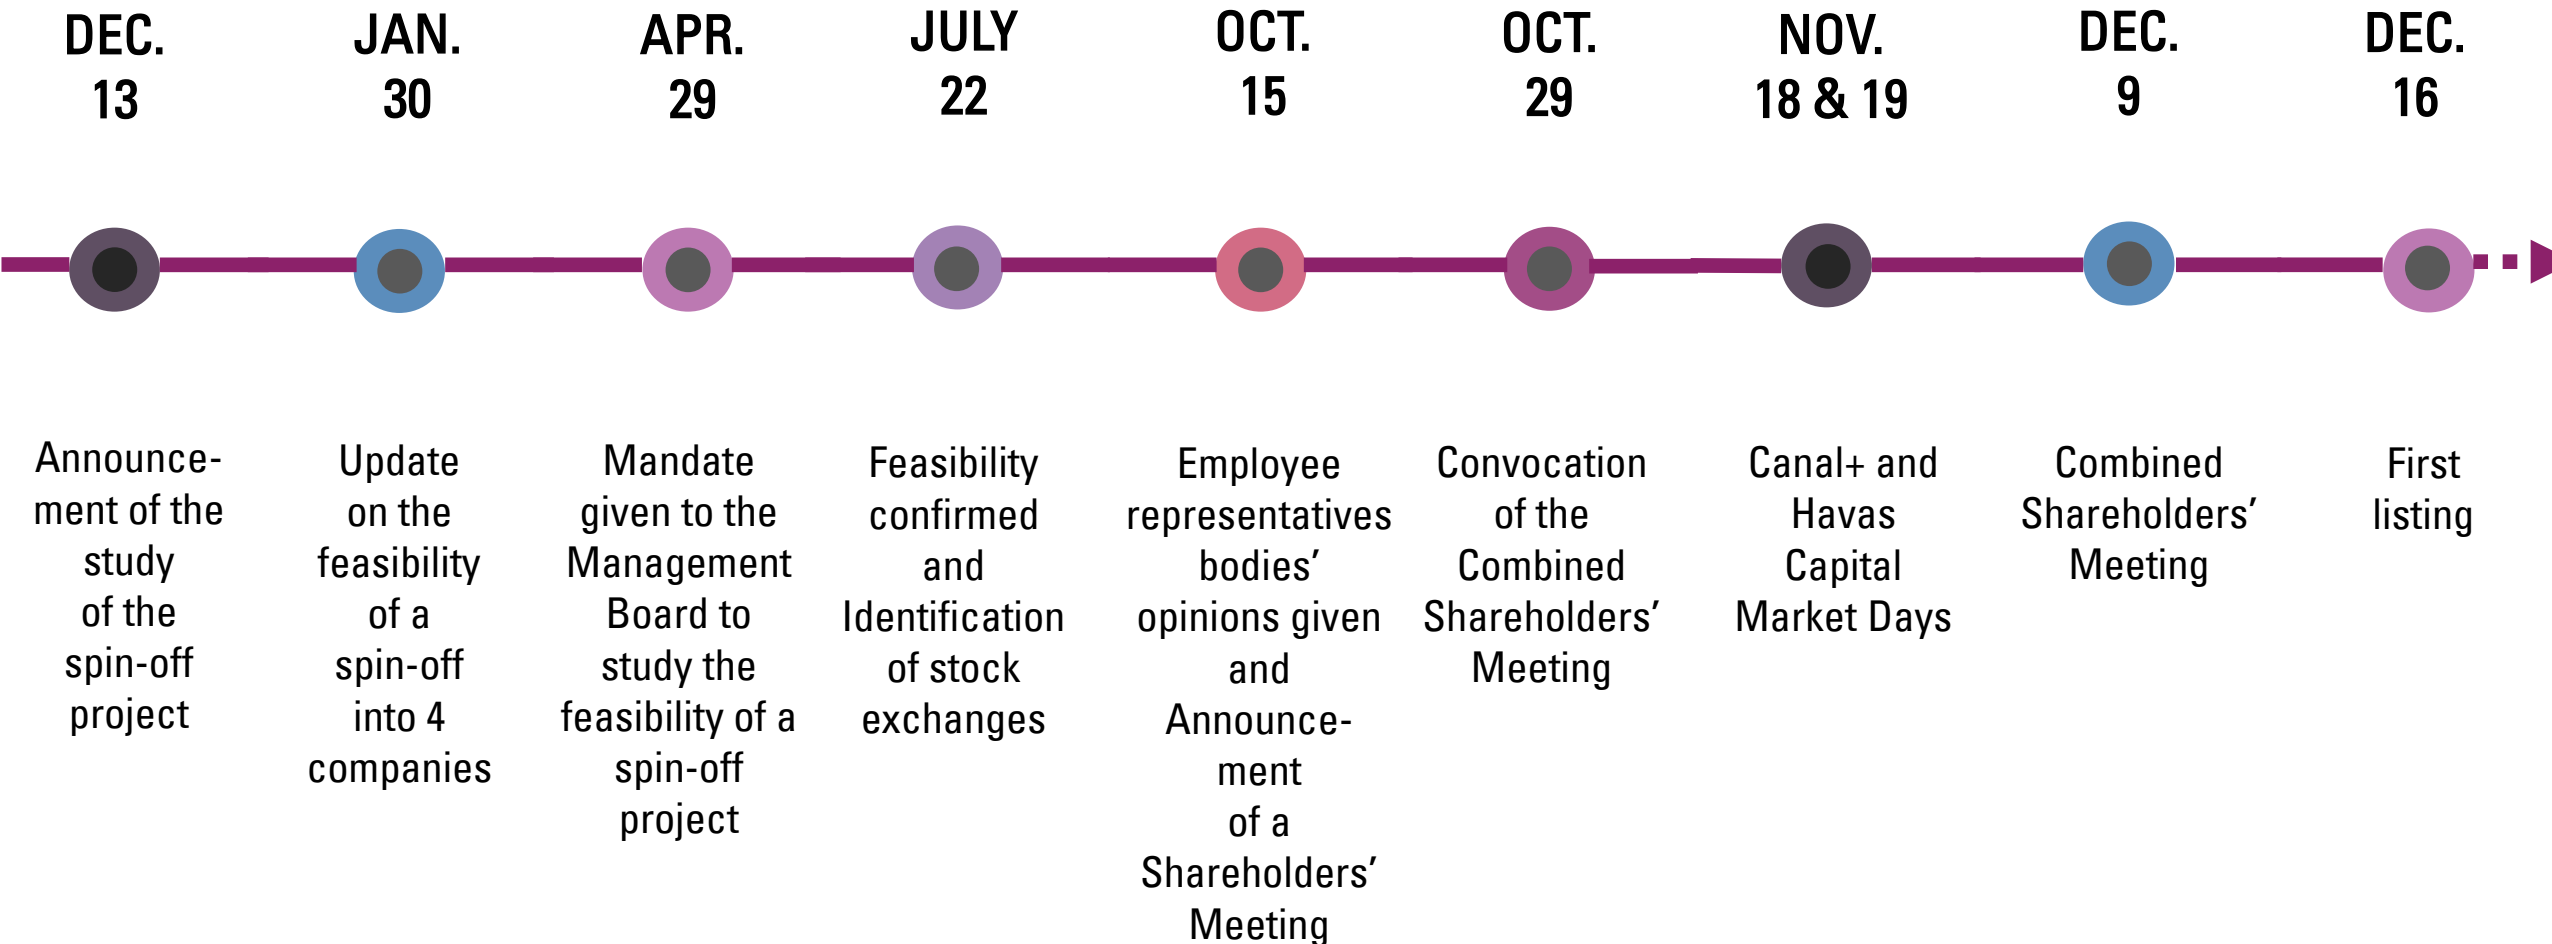 DEC.
13
JAN.
30
APR.
29
JULY
22
OCT.
15
OCT.
29
NOV.
18 & 19
DEC.
9
DEC.
16
Announce-
ment of the
study
of the
spin-off
project
Update
on the
feasibility
of a
spin-off
into 4
companies
Mandate
given to the
Management
Board to
study the
feasibility of a
spin-off
project
Feasibility
confirmed
and
Identification
of stock
exchanges
Employee
representatives
bodies’
opinions given
and
Announce-
ment
of a
Shareholders’
Meeting
Convocation
of the
Combined
Shareholders’
Meeting
Canal+ and
Havas
Capital
Market Days
Combined
Shareholders’
Meeting
First
listing